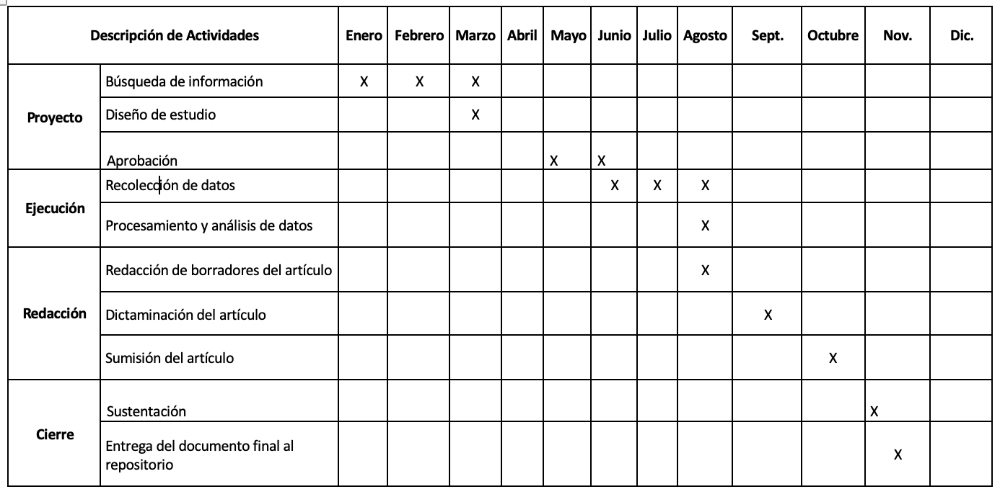 Descripción de Actividades Enero Febrero Marzo Abril Mayo Junio Julio Agosto Sept. Octubre Nov. Dic.
Proyecto
Búsqueda de información X X X
Diseño de estudio X
Aprobación X X
Ejecución
Recolección de datos X X X
Procesamiento y análisis de datos X
Redacción
Redacción de borradores del artículo X
Dictaminación del artículo X
Sumisión del artículo X
Cierre
Sustentación X
Entrega del documento final al
repositorio X